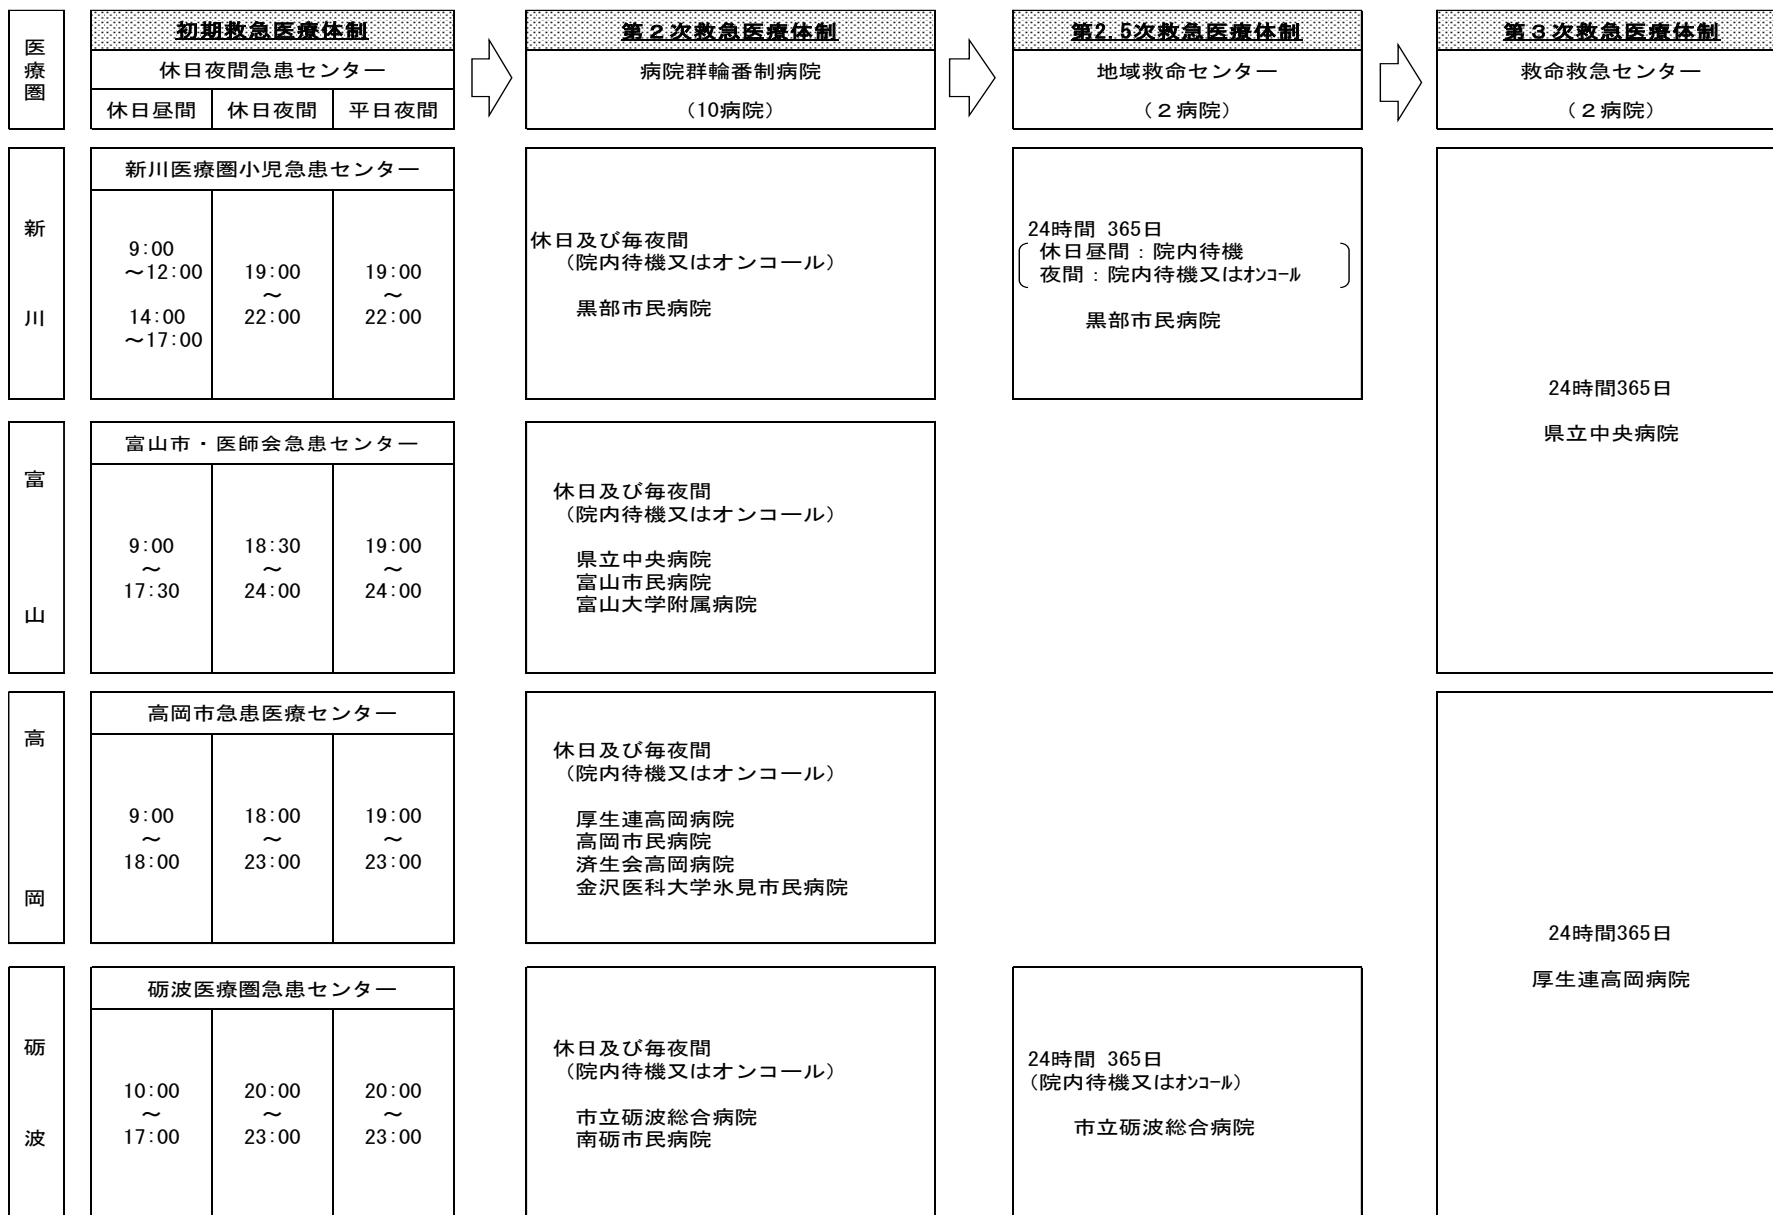 医療圏
初期救急医療体制
休日夜間急患センター
休日昼間 休日夜間 平日夜間
第2次救急医療体制
病院群輪番制病院
（10病院）
第2.5次救急医療体制
地域救命センター
（2病院）
第3次救急医療体制
救命救急センター
（2病院）
新川
新川医療圏小児急患センター
9:00
～12:00
14:00
～17:00
19:00
～
22:00
19:00
～
22:00
休日及び毎夜間
（院内待機又はオンコール）
黒部市民病院
24時間 365日
休日昼間：院内待機
夜間：院内待機又はオンコール
黒部市民病院
24時間365日
県立中央病院
富山
富山市・医師会急患センター
9:00
～
17:30
18:30
～
24:00
19:00
～
24:00
休日及び毎夜間
（院内待機又はオンコール）
県立中央病院
富山市民病院
富山大学附属病院
高岡
高岡市急患医療センター
9:00
～
18:00
18:00
～
23:00
19:00
～
23:00
休日及び毎夜間
（院内待機又はオンコール）
厚生連高岡病院
高岡市民病院
済生会高岡病院
金沢医科大学氷見市民病院
24時間365日
厚生連高岡病院
砺波
砺波医療圏急患センター
10:00
～
17:00
20:00
～
23:00
20:00
～
23:00
休日及び毎夜間
（院内待機又はオンコール）
市立砺波総合病院
南砺市民病院
24時間 365日
（院内待機又はオンコール）
市立砺波総合病院